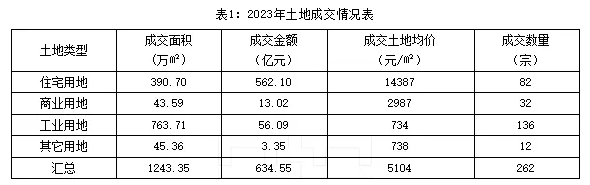 表1：2023年土地成交情况表
土地类型 成交面积（万㎡） 成交金额（亿元） 成交土地均价（元/㎡） 成交数量（宗）
住宅用地 390.70 562.10 14387 82
商业用地 43.59 13.02 2987 32
工业用地 763.71 56.09 734 136
其它用地 45.36 3.35 738 12
汇总 1243.35 634.55 5104 262